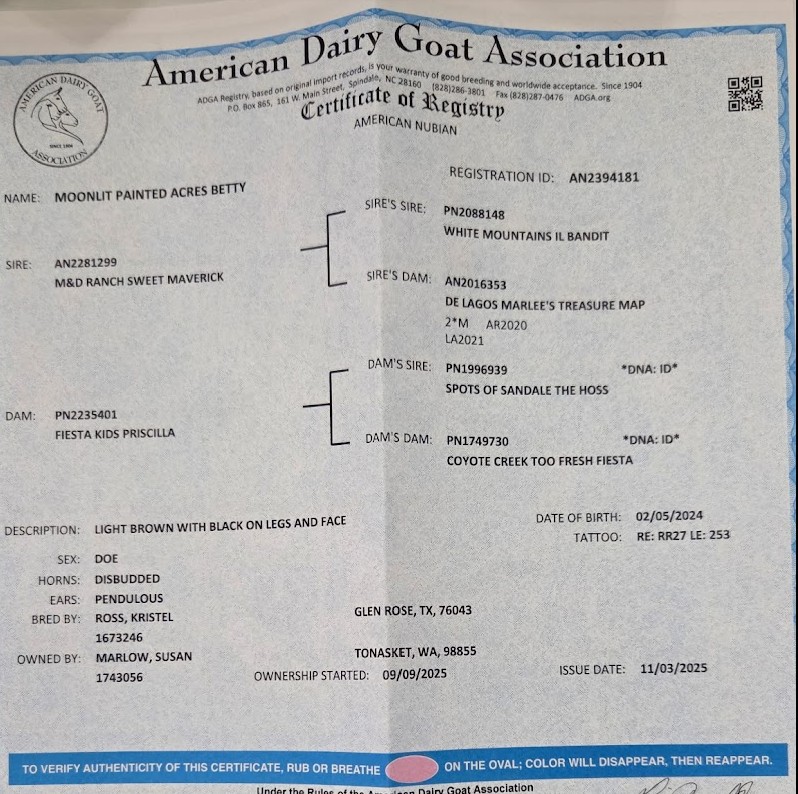 American Dairy Goat Association
ADGA Registry, based on original import records, is your warranty of good breeding and worldwide acceptance. Since 1904
P.O. Box 865, 161 W. Main Street, Spindale, NC 28160 (828)286-3801 Fax (828)287-0476 ADGA.org
Certificate of Registry
AMERICAN NUBIAN
AMERICAN DAIRY GOAT
SINCE 1904
ASSOCIATION
REGISTRATION ID: AN2394181
NAME: MOONLIT PAINTED ACRES BETTY
SIRE'S SIRE: PN2088148
WHITE MOUNTAINS IL BANDIT
SIRE: AN2281299
M&D RANCH SWEET MAVERICK
SIRE'S DAM: AN2016353
DE LAGOS MARLEE'S TREASURE MAP
2*M AR2020
LA2021
DAM'S SIRE: PN1996939 *DNA: ID*
SPOTS OF SANDALE THE HOSS
DAM: PN2235401
FIESTA KIDS PRISCILLA
DAM'S DAM: PN1749730 *DNA: ID*
COYOTE CREEK TOO FRESH FIESTA
DESCRIPTION: LIGHT BROWN WITH BLACK ON LEGS AND FACE
DATE OF BIRTH: 02/05/2024
TATTOO: RE: RR27 LE: 253
SEX: DOE
HORNS: DISBUDDED
EARS: PENDULOUS
BRED BY: ROSS, KRISTEL GLEN ROSE, TX, 76043
1673246
OWNED BY: MARLOW, SUSAN TONASKET, WA, 98855
1743056 OWNERSHIP STARTED: 09/09/2025 ISSUE DATE: 11/03/2025
TO VERIFY AUTHENTICITY OF THIS CERTIFICATE, RUB OR BREATHE ON THE OVAL; COLOR WILL DISAPPEAR, THEN REAPPEAR.
Under the Rules of the American Dairy Goat Association